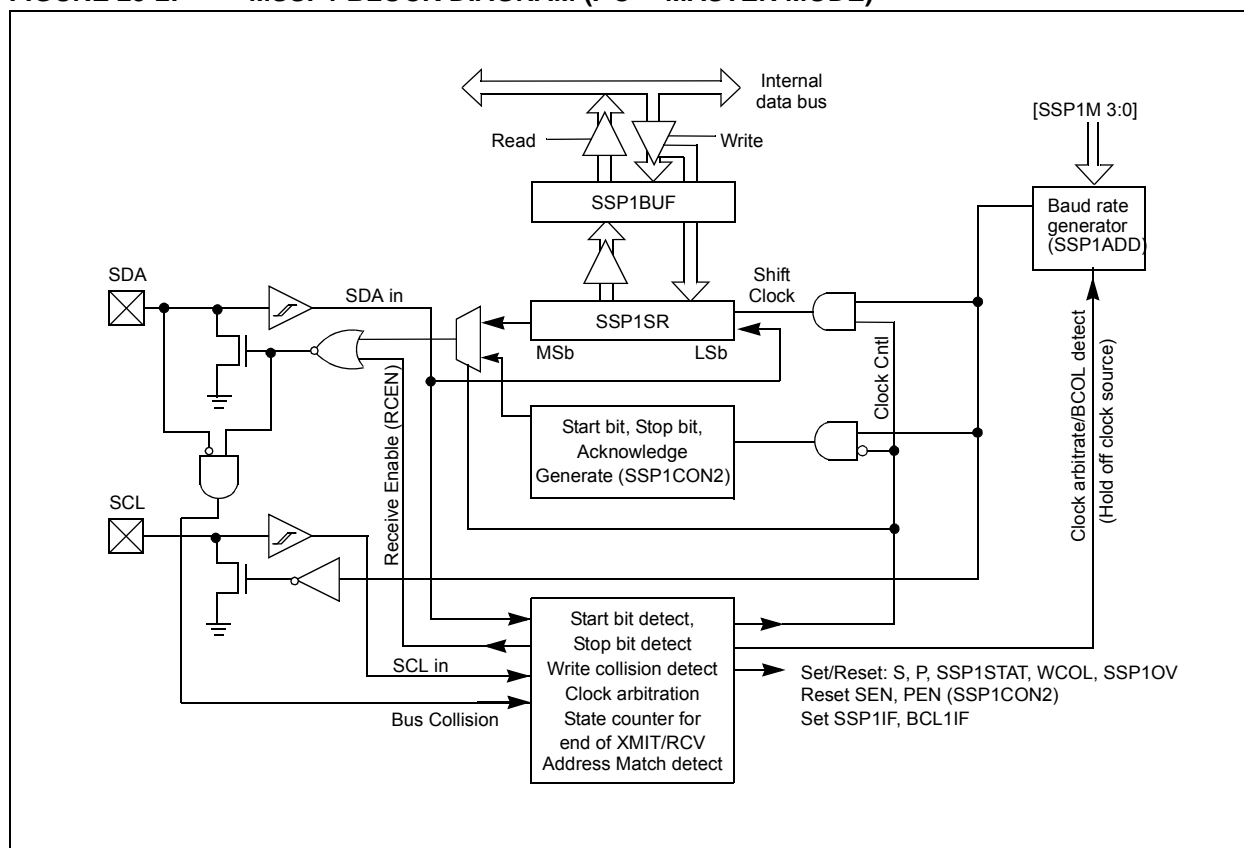 Internal
data bus
[SSP1M 3:0]
Read
Write
SSP1BUF
Baud rate
generator
(SSP1ADD)
SDA
SDA in
Shift
Clock
SSP1SR
MSb
LSb
Start bit, Stop bit,
Acknowledge
Generate (SSP1CON2)
Clock Cntl
Receive Enable (RCEN)
Clock arbitrate/BCOL detect
(Hold off clock source)
SCL
SCL in
Bus Collision
Start bit detect,
Stop bit detect
Write collision detect
Clock arbitration
State counter for
end of XMIT/RCV
Address Match detect
Set/Reset: S, P, SSP1STAT, WCOL, SSP1OV
Reset SEN, PEN (SSP1CON2)
Set SSP1IF, BCL1IF